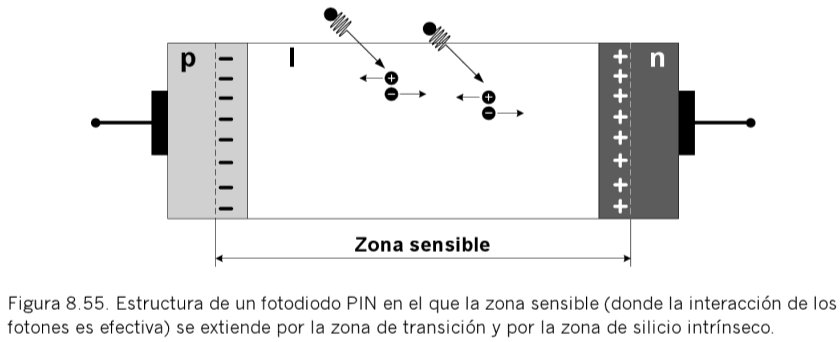 p I n
Zona sensible
Figura 8.55. Estructura de un fotodiodo PIN en el que la zona sensible (donde la interacción de los
fotones es efectiva) se extiende por la zona de transición y por la zona de silicio intrínseco.